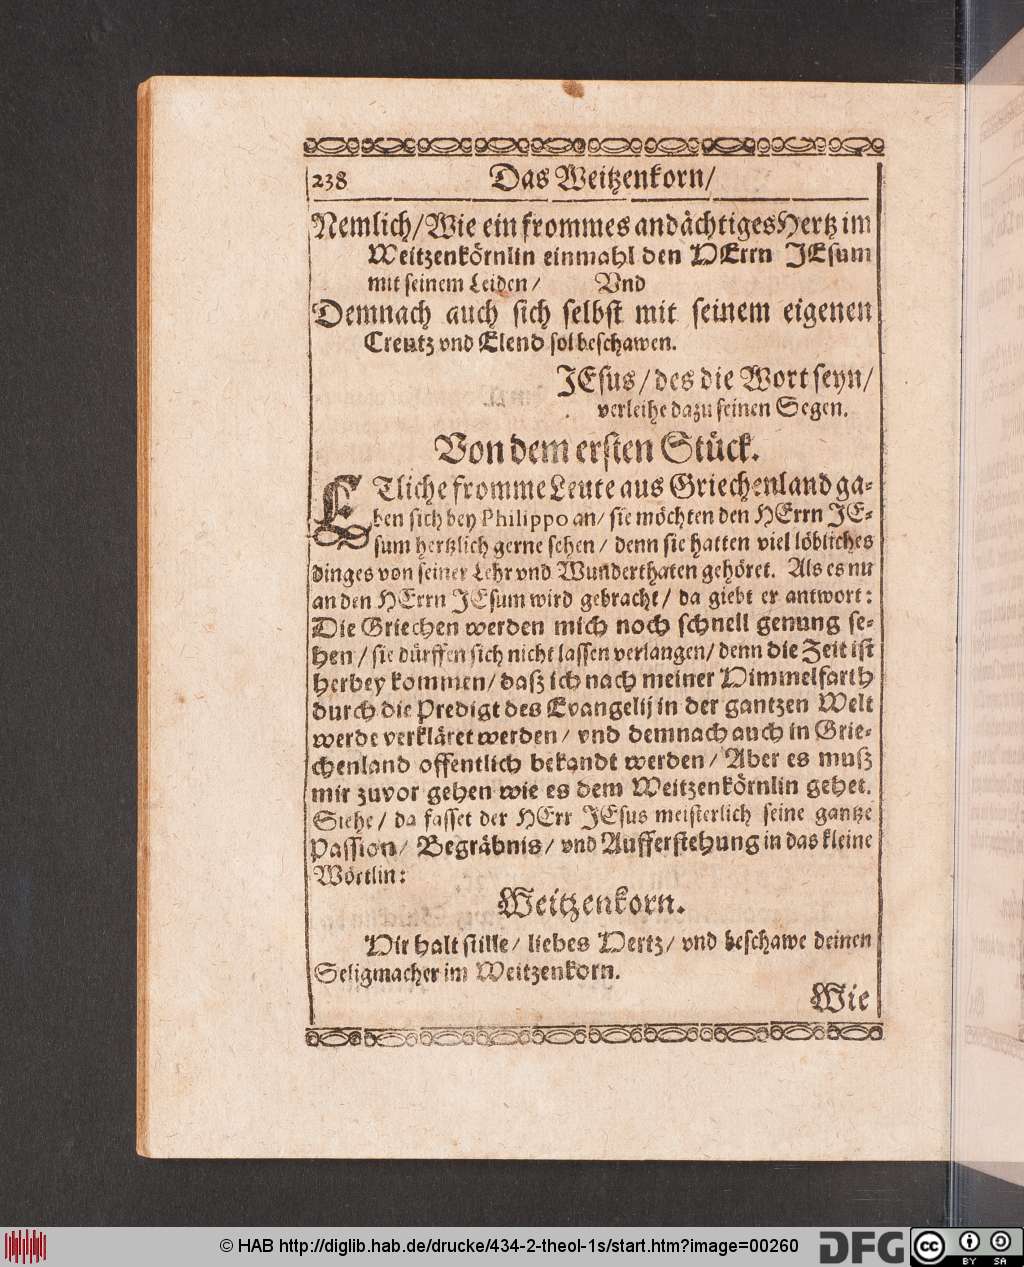 238 Das Weitzenkorn/
Nemlich/Wie ein frommes andächtiges Hertz im
Weitzenkörnlin einmahl den HErrn JEsum
mit seinem Leiden/ Vnd
Demnach auch sich selbst mit seinem eigenen
Creutz vnd Elend sol beschawen.
JEsus/des die Wort seyn/
verleihe dazu seinen Segen.
Von dem ersten Stück.
ETliche fromme Leute aus Griechenland ga-
ben sich bey Philippo an/ sie möchten den HErrn JE-
sum hertzlich gerne sehen/ denn sie hatten viel löbliches
dinges von seiner Lehr vnd Wunderthaten gehöret. Als es nu
an den HErrn JEsum wird gebracht/ da giebt er antwort:
Die Griechen werden mich noch schnell genung se-
hen/ sie dürffen sich nicht lassen verlangen/ denn die Zeit ist
herbey kommen/ daß ich nach meiner Himmelfarth
durch die Predigt des Evangelij in der gantzen Welt
werde verkläret werden/ vnd demnach auch in Grie-
chenland offentlich bekandt werden/ Aber es muß
mir zuvor gehen wie es dem Weitzenkörnlin gehet.
Siehe/ da fasset der HErr JEsus meisterlich seine gantze
Passion/ Begräbnis/ vnd Aufferstehung in das kleine
Wörtlin:
Weitzenkorn.
Hir halt stille/ liebes Hertz/ vnd beschawe deinen
Seligmacher im Weitzenkorn.
Wie
© HAB http://diglib.hab.de/drucke/434-2-theol-1s/start.htm?image=00260
DFG
cc BY SA